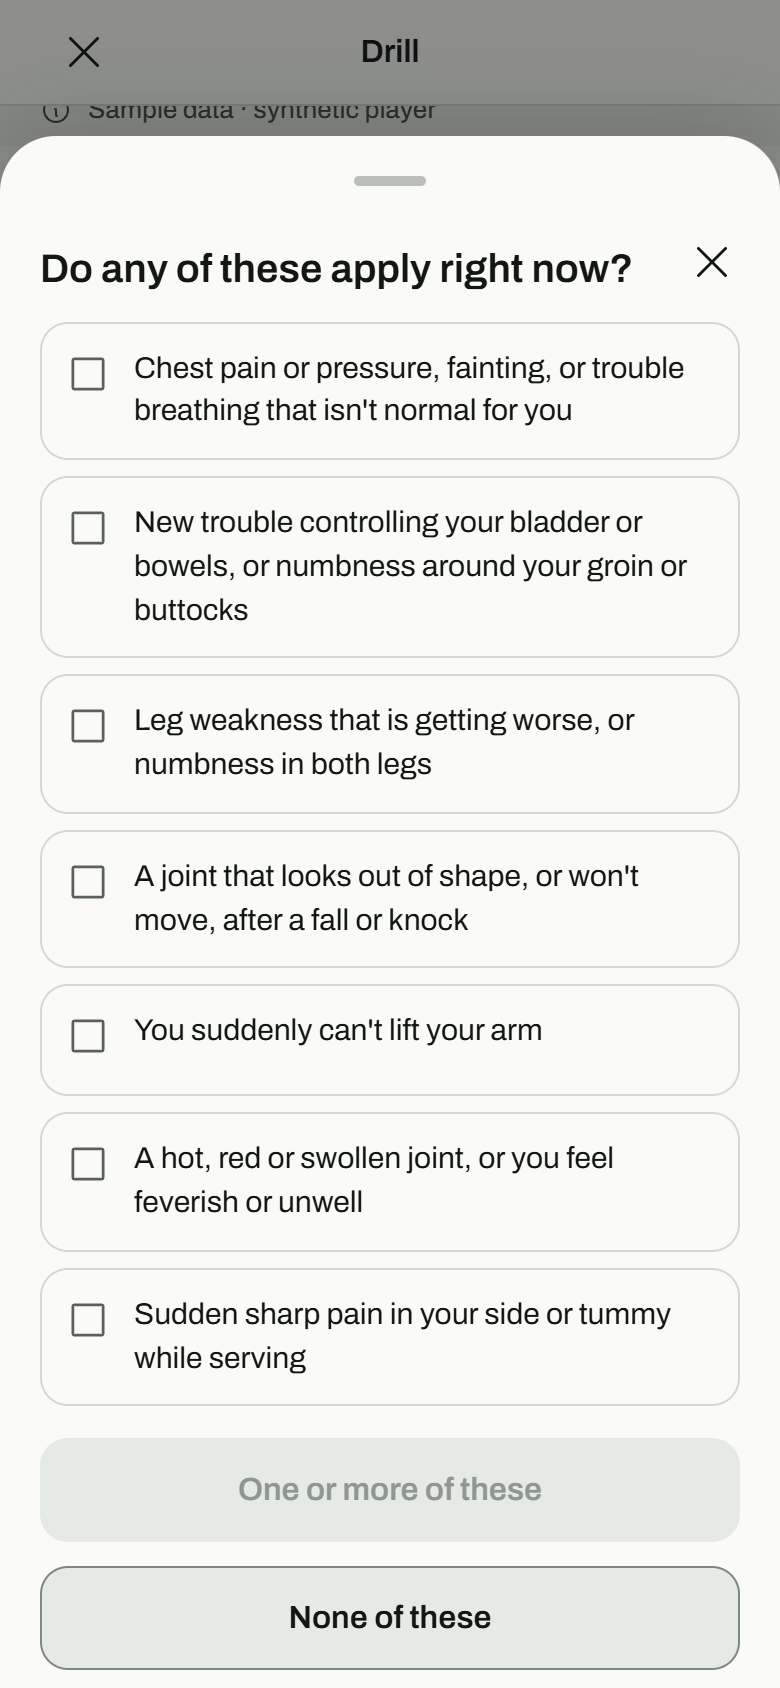 Drill
Sample data · synthetic player
Do any of these apply right now?
Chest pain or pressure, fainting, or trouble
breathing that isn't normal for you
New trouble controlling your bladder or
bowels, or numbness around your groin or
buttocks
Leg weakness that is getting worse, or
numbness in both legs
A joint that looks out of shape, or won't
move, after a fall or knock
You suddenly can't lift your arm
A hot, red or swollen joint, or you feel
feverish or unwell
Sudden sharp pain in your side or tummy
while serving
One or more of these
None of these